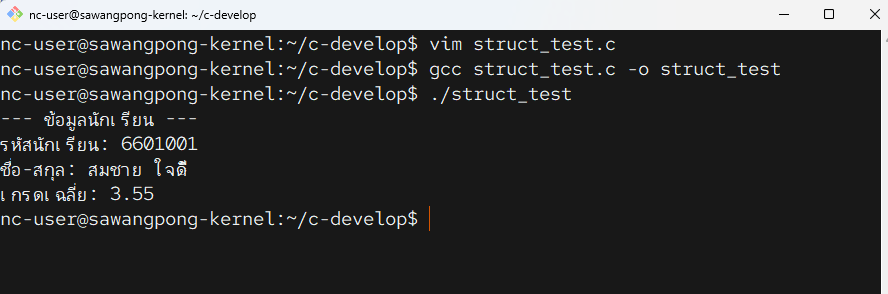 nc-user@sawangpong-kernel: ~/c-develop
nc-user@sawangpong-kernel:~/c-develop$ vim struct_test.c
nc-user@sawangpong-kernel:~/c-develop$ gcc struct_test.c -o struct_test
nc-user@sawangpong-kernel:~/c-develop$ ./struct_test
--- ข้อมูลนักเรียน ---
รหัสนักเรียน: 6601001
ชื่อ-สกุล: สมชาย ใจดี
เกรดเฉลี่ย: 3.55
nc-user@sawangpong-kernel:~/c-develop$